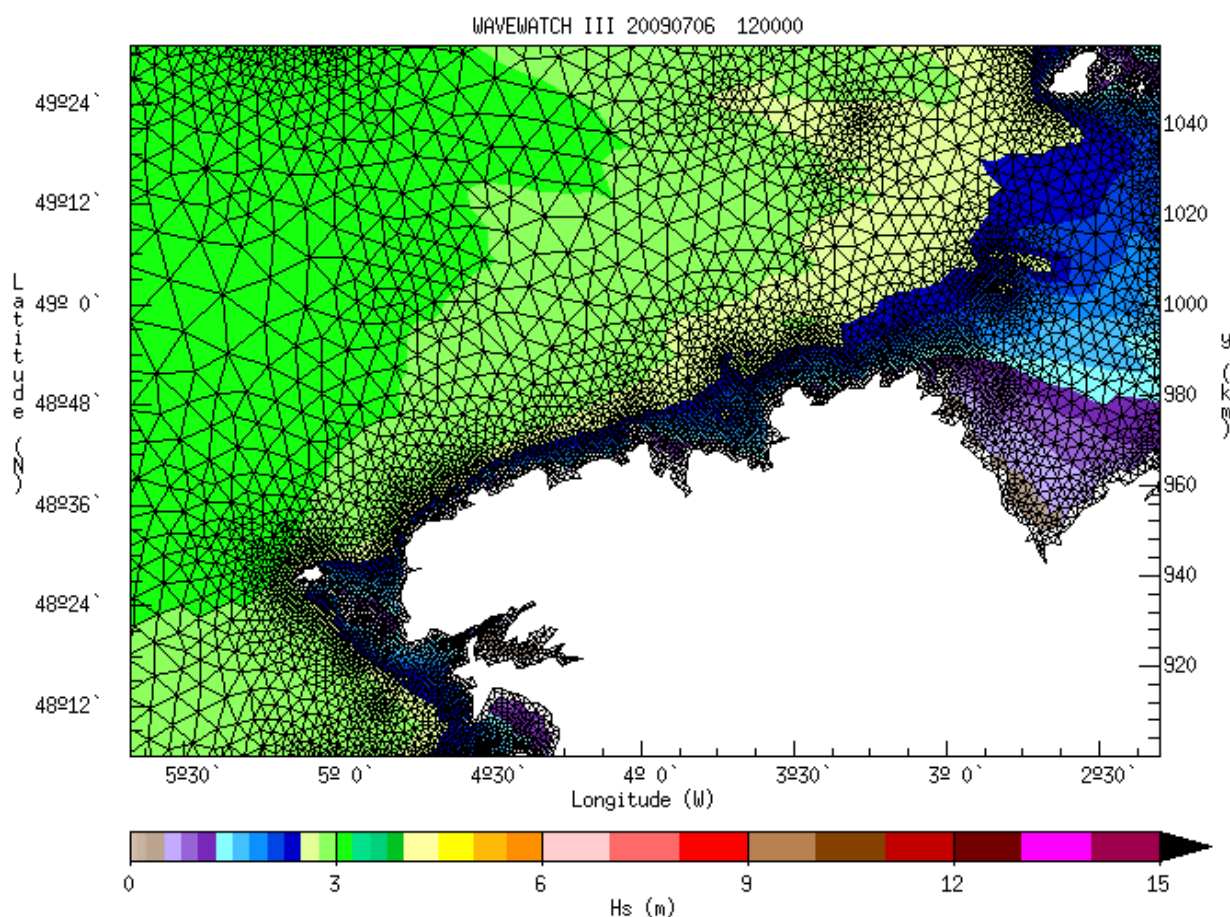 WAVEWATCH III 20090706 120000
49º24`
49º12`
49º 0`
48º48`
48º36`
48º24`
48º12`
Latitude (N)
1040
1020
1000
980
960
940
920
y (km)
5º30` 5º 0` 4º30` 4º 0` 3º30` 3º 0` 2º30`
Longitude (W)
0 3 6 9 12 15
Hs (m)